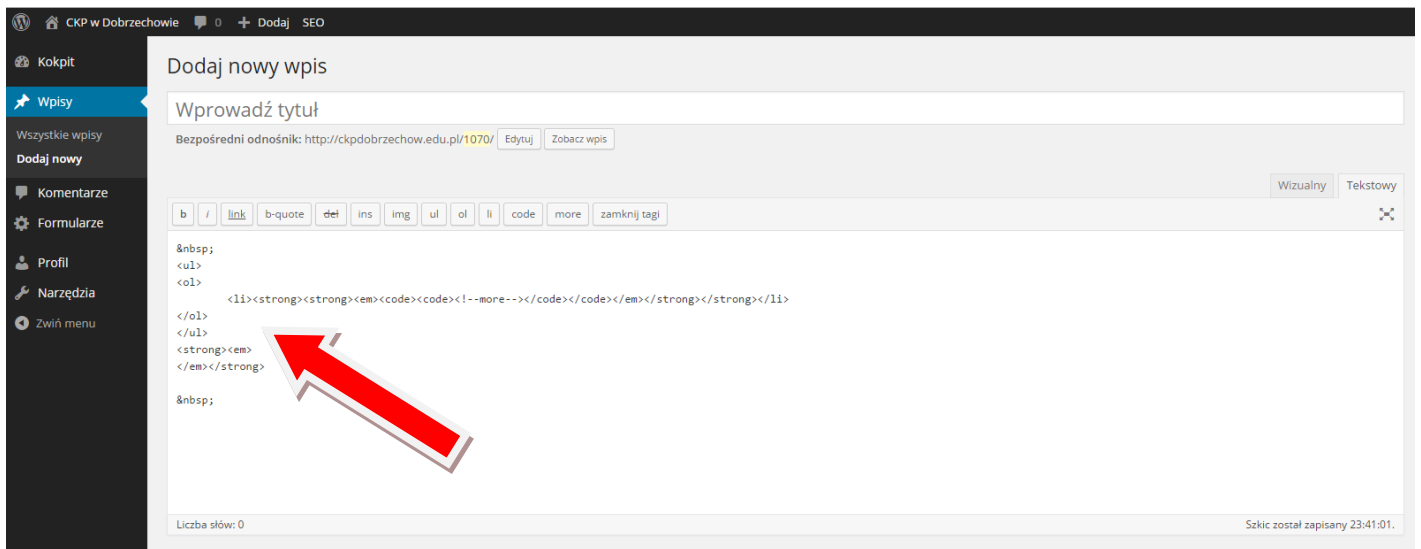 CKP w Dobrzechowie 0 + Dodaj SEO
Kokpit
Wpisy
Wszystkie wpisy
Dodaj nowy
Komentarze
Formularze
Profil
Narzędzia
Zwiń menu
Dodaj nowy wpis
Wprowadź tytuł
Bezpośredni odnośnik: http://ckpdobrzechow.edu.pl/1070/ Edytuj Zobacz wpis
Wizualny Tekstowy
b i link b-quote del ins img ul ol li code more zamknij tagi
&nbsp;
<ul>
<ol>
<li><strong><strong><em><code><code><!--more--></code></code></em></strong></strong></li>
</ol>
</ul>
<strong><em>
</em></strong>
&nbsp;
Liczba słów: 0 Szkic został zapisany 23:41:01.